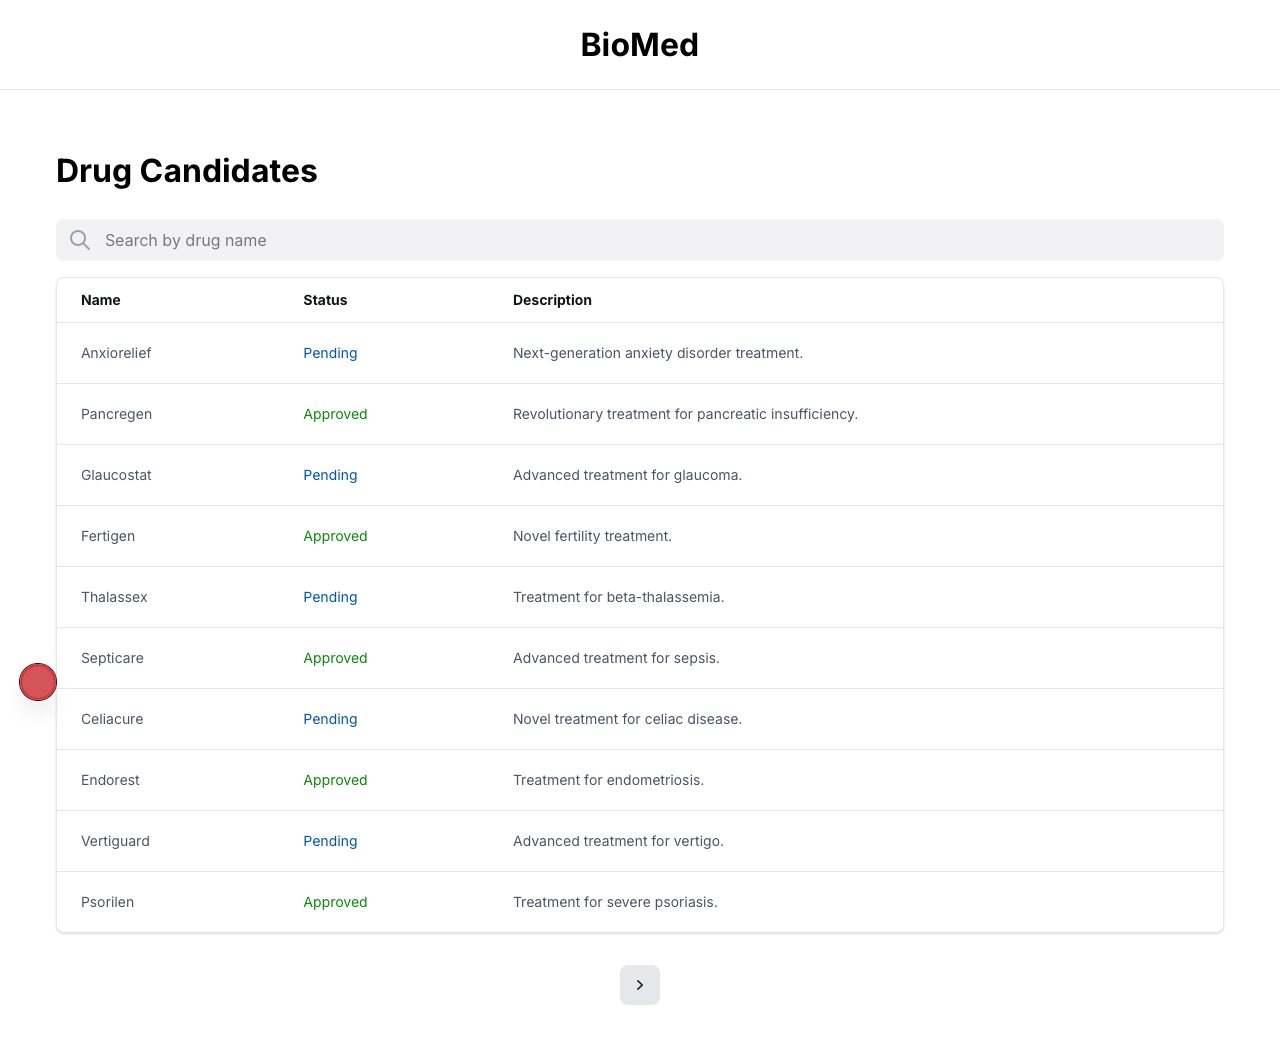 BioMed
Drug Candidates
Search by drug name
Name Status Description
Anxiorelief Pending Next-generation anxiety disorder treatment.
Pancregen Approved Revolutionary treatment for pancreatic insufficiency.
Glaucostat Pending Advanced treatment for glaucoma.
Fertigen Approved Novel fertility treatment.
Thalassex Pending Treatment for beta-thalassemia.
Septicare Approved Advanced treatment for sepsis.
Celiacure Pending Novel treatment for celiac disease.
Endorest Approved Treatment for endometriosis.
Vertiguard Pending Advanced treatment for vertigo.
Psorilen Approved Treatment for severe psoriasis.